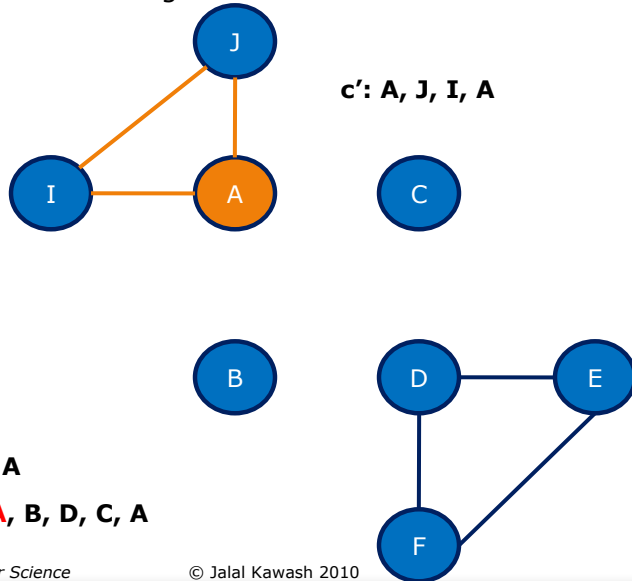 J
c’: A, J, I, A
I A C
B D E
A
, B, D, C, A
F
Science
© Jalal Kawash 2010